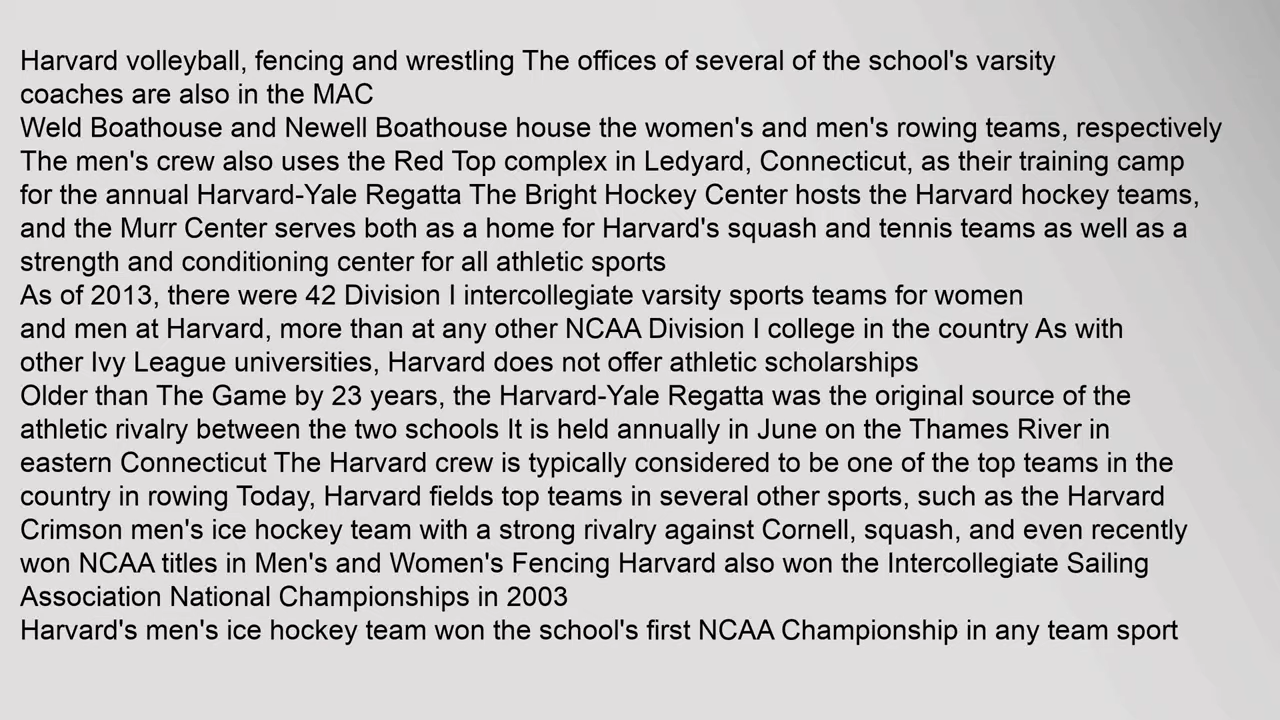 Harvard volleyball, fencing and wrestling The offices of several of the school's varsity
coaches are also in the MAC
Weld Boathouse and Newell Boathouse house the women's and men's rowing teams, respectively
The men's crew also uses the Red Top complex in Ledyard, Connecticut, as their training camp
for the annual Harvard-Yale Regatta The Bright Hockey Center hosts the Harvard hockey teams,
and the Murr Center serves both as a home for Harvard's squash and tennis teams as well as a
strength and conditioning center for all athletic sports
As of 2013, there were 42 Division I intercollegiate varsity sports teams for women
and men at Harvard, more than at any other NCAA Division I college in the country As with
other Ivy League universities, Harvard does not offer athletic scholarships
Older than The Game by 23 years, the Harvard-Yale Regatta was the original source of the
athletic rivalry between the two schools It is held annually in June on the Thames River in
eastern Connecticut The Harvard crew is typically considered to be one of the top teams in the
country in rowing Today, Harvard fields top teams in several other sports, such as the Harvard
Crimson men's ice hockey team with a strong rivalry against Cornell, squash, and even recently
won NCAA titles in Men's and Women's Fencing Harvard also won the Intercollegiate Sailing
Association National Championships in 2003
Harvard's men's ice hockey team won the school's first NCAA Championship in any team sport